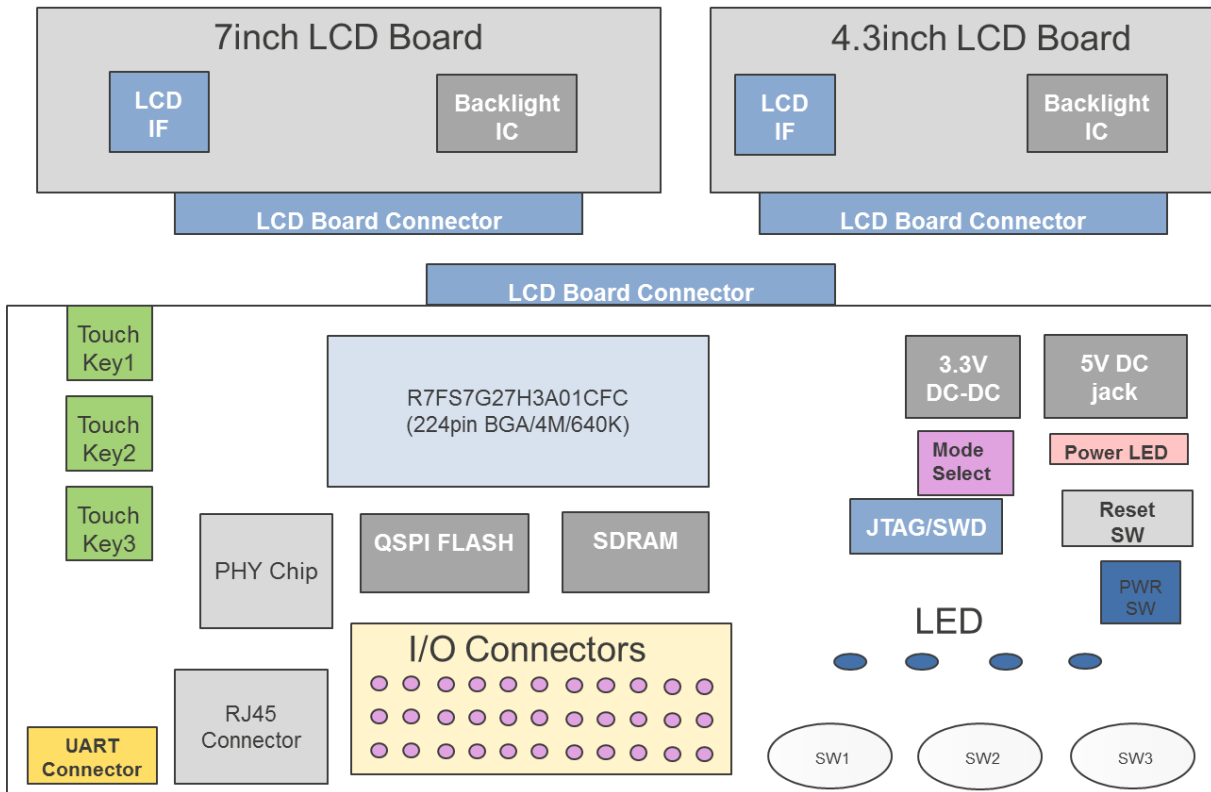 7inch LCD Board
LCD
IF
Backlight
IC
LCD Board Connector
4.3inch LCD Board
LCD
IF
Backlight
IC
LCD Board Connector
LCD Board Connector
Touch
Key1
Touch
Key2
Touch
Key3
R7FS7G27H3A01CFC
(224pin BGA/4M/640K)
3.3V
DC-DC
5V DC
jack
Mode
Select
Power LED
JTAG/SWD
Reset
SW
PWR
SW
PHY Chip
QSPI FLASH
SDRAM
LED
I/O Connectors
RJ45
Connector
UART
Connector
SW1
SW2
SW3